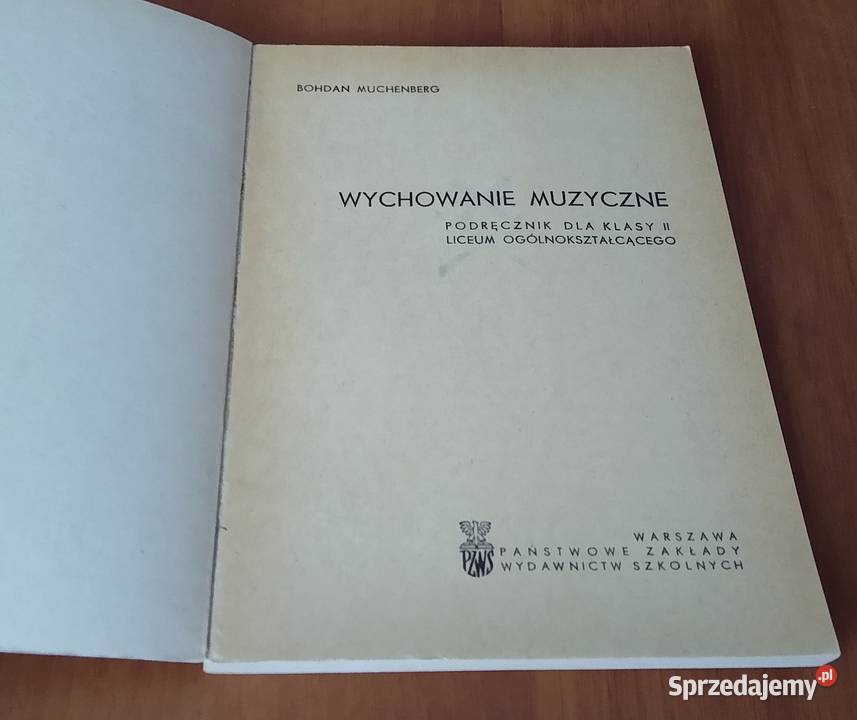 BOHDAN MUCHENBERG
WYCHOWANIE MUZYCZNE
PODRĘCZNIK DLA KLASY II
LICEUM OGÓLNOKSZTAŁCĄCEGO
PZWS
WARSZAWA
PAŃSTWOWE ZAKŁADY
WYDAWNICTW SZKOLNYCH
Sprzedajemy.pl